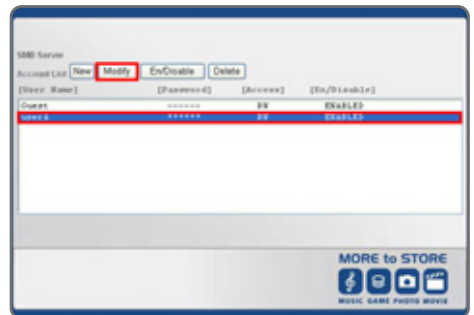 SMB Server
Account List New Modify En/Disable Delete
[User Name] [Password] [Access] [En/Disable]
Guest ****** RW ENABLED
userA ****** RW ENABLED
MORE to STORE
MUSIC GAME PHOTO MOVIE